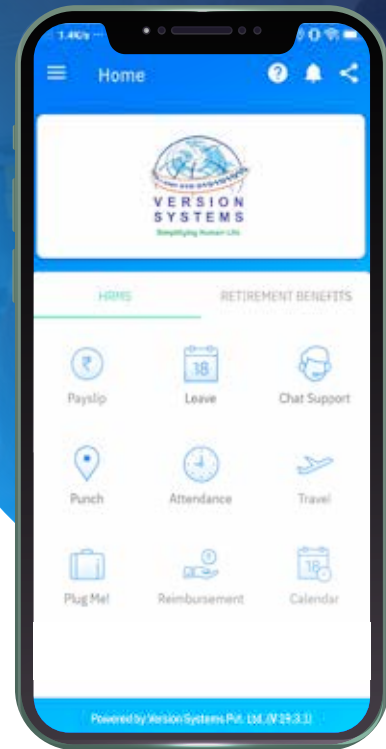 Home
VERSION
SYSTEMS
Simplifying Human Life
HRMS
RETIREMENT BENEFITS
18
Payslip
Leave
Chat Support
Punch
Attendance
Travel
18
Plug Me!
Reimbursement
Calendar
Powered by Version Systems Pvt. Ltd. (V 29.3.1)